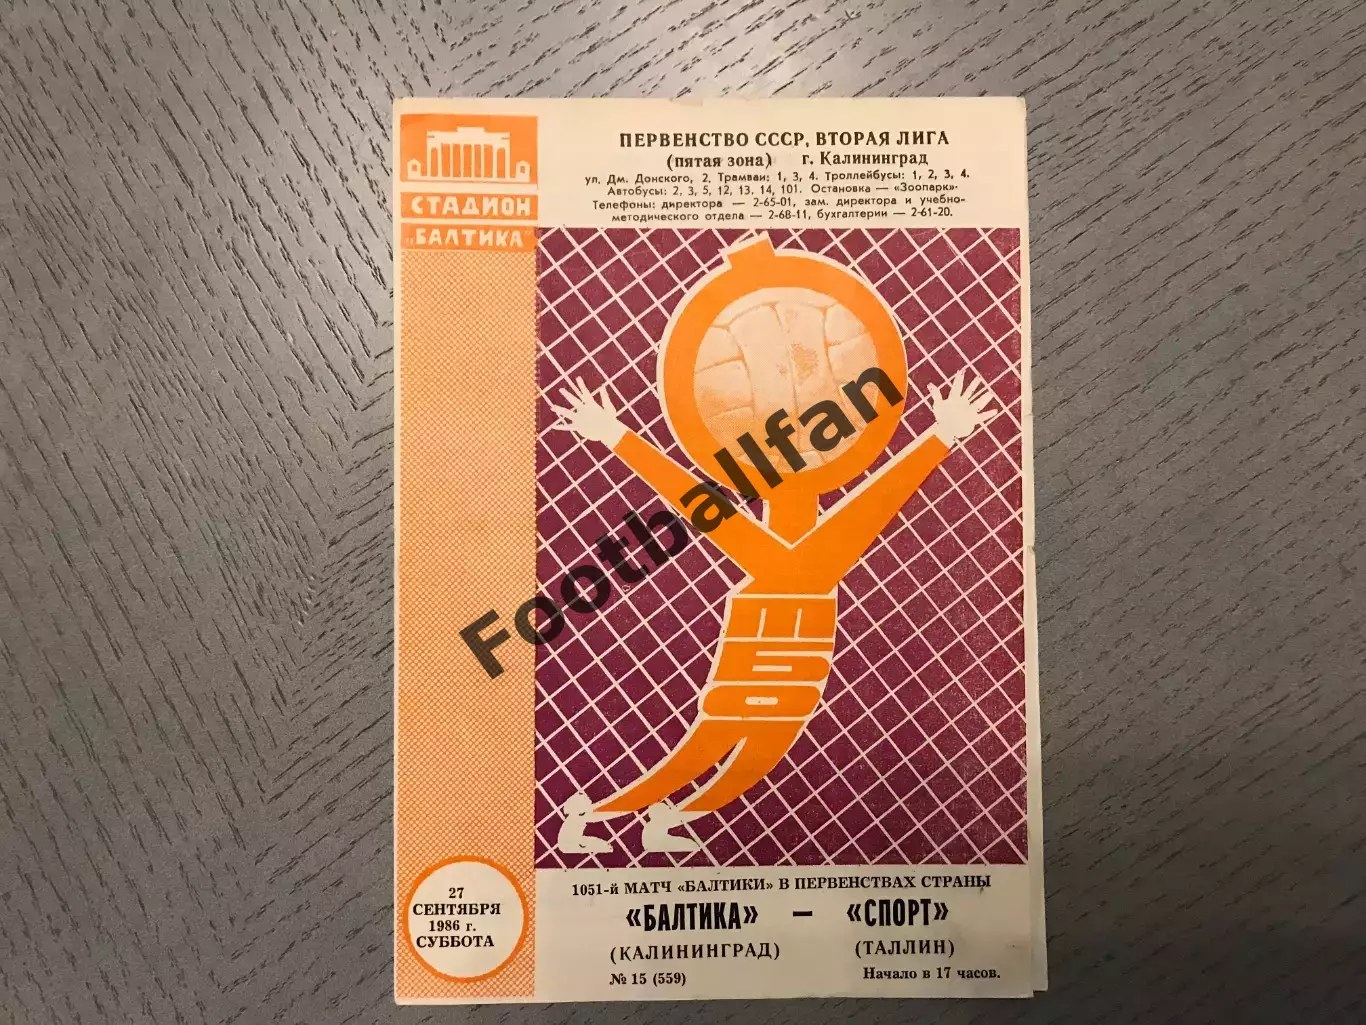 СТАДИОН
"БАЛТИКА"
ПЕРВЕНСТВО СССР, ВТОРАЯ ЛИГА
(пятая зона) г. Калининград
ул. Дм. Донского, 2. Трамваи: 1, 3, 4. Троллейбусы: 1, 2, 3, 4.
Автобусы: 2, 3, 5, 12, 13. 14, 101. Остановка — «Зоопарк».
Телефоны: директора — 2-65-01, зам. директора и учебно-
методического отдела — 2-68-11, бухгалтерии — 2-61-20.
Footballfan
ТБОЛ
27
СЕНТЯБРЯ
1986 г.
СУББОТА
1051-й МАТЧ «БАЛТИКИ» В ПЕРВЕНСТВАХ СТРАНЫ
«БАЛТИКА» — «СПОРТ»
(КАЛИНИНГРАД) (ТАЛЛИН)
№ 15 (559) Начало в 17 часов.